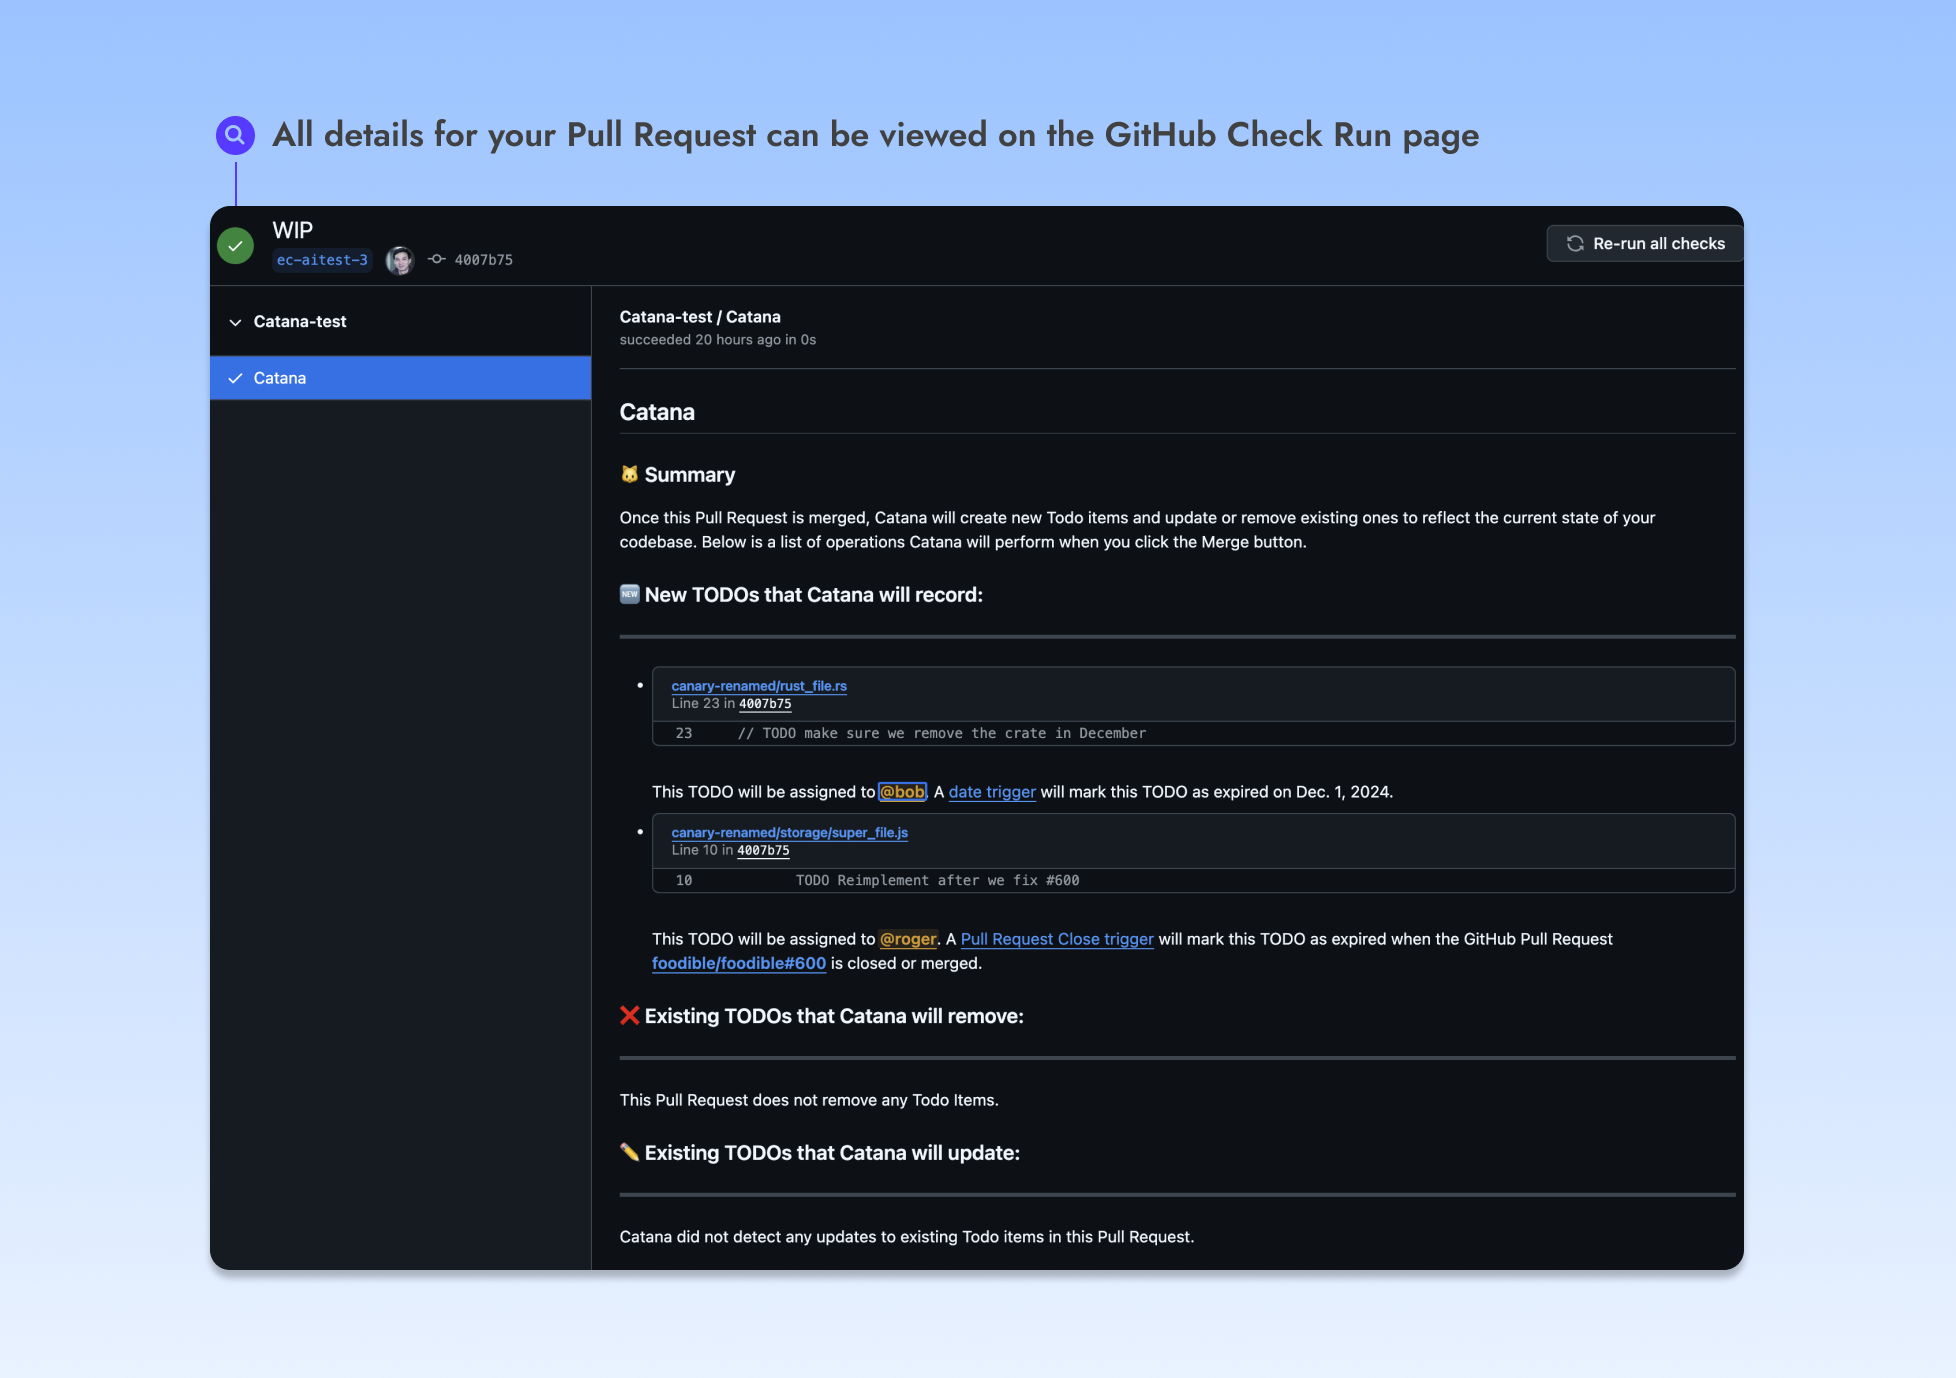 All details for your Pull Request can be viewed on the GitHub Check Run page
WIP
ec-aitest-3
4007b75
Re-run all checks
Catana-test
Catana
Catana-test / Catana
succeeded 20 hours ago in 0s
Catana
Summary
Once this Pull Request is merged, Catana will create new Todo items and update or remove existing ones to reflect the current state of your
codebase. Below is a list of operations Catana will perform when you click the Merge button.
NEW New TODOs that Catana will record:
canary-renamed/rust_file.rs
Line 23 in 4007b75
23 // TODO make sure we remove the crate in December
This TODO will be assigned to @bob. A date trigger will mark this TODO as expired on Dec. 1, 2024.
canary-renamed/storage/super_file.js
Line 10 in 4007b75
10 TODO Reimplement after we fix #600
This TODO will be assigned to @roger. A Pull Request Close trigger will mark this TODO as expired when the GitHub Pull Request
foodible/foodible#600 is closed or merged.
Existing TODOs that Catana will remove:
This Pull Request does not remove any Todo Items.
Existing TODOs that Catana will update:
Catana did not detect any updates to existing Todo items in this Pull Request.